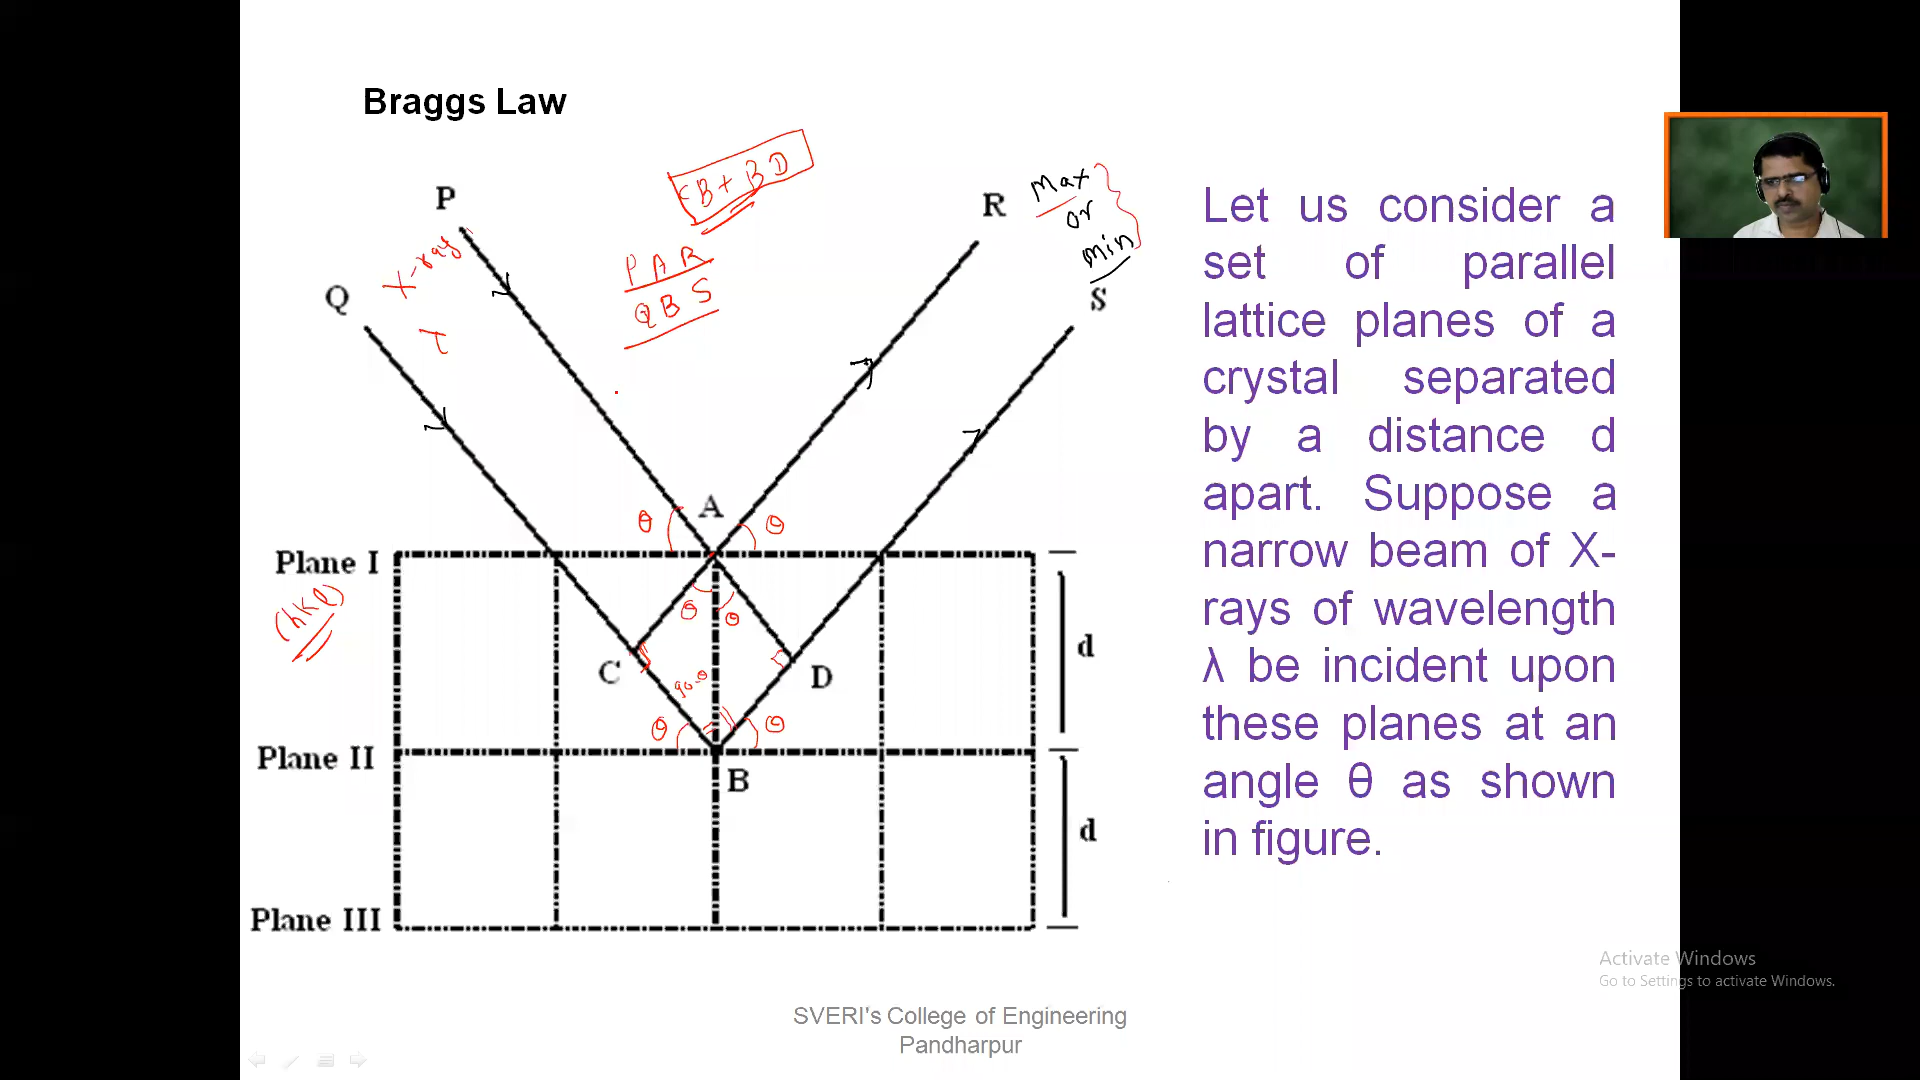 Braggs Law
CB + BD
P
R
Max
or
min
X-ray
PAR
QBS
Q
S
A
θ
θ
Plane I
(hkl)
d
θ
θ
C
D
90-θ
θ
θ
Plane II
B
d
Plane III
Let us consider a
set of parallel
lattice planes of a
crystal separated
by a distance d
apart. Suppose a
narrow beam of X-
rays of wavelength
λ be incident upon
these planes at an
angle θ as shown
in figure.
Activate Windows
Go to Settings to activate Windows.
SVERI's College of Engineering
Pandharpur